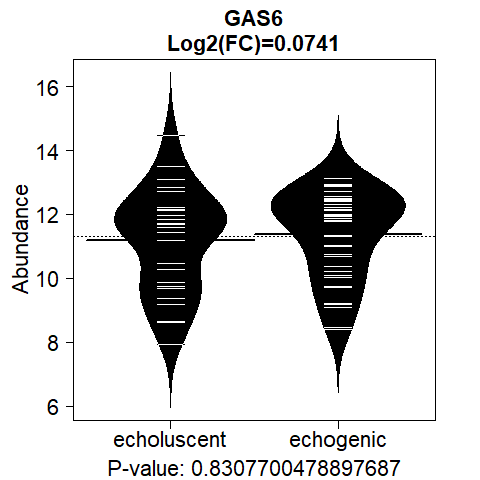 GAS6
Log2(FC)=0.0741
16
14
12
10
8
6
Abundance
echoluscent echogenic
P-value: 0.8307700478897687